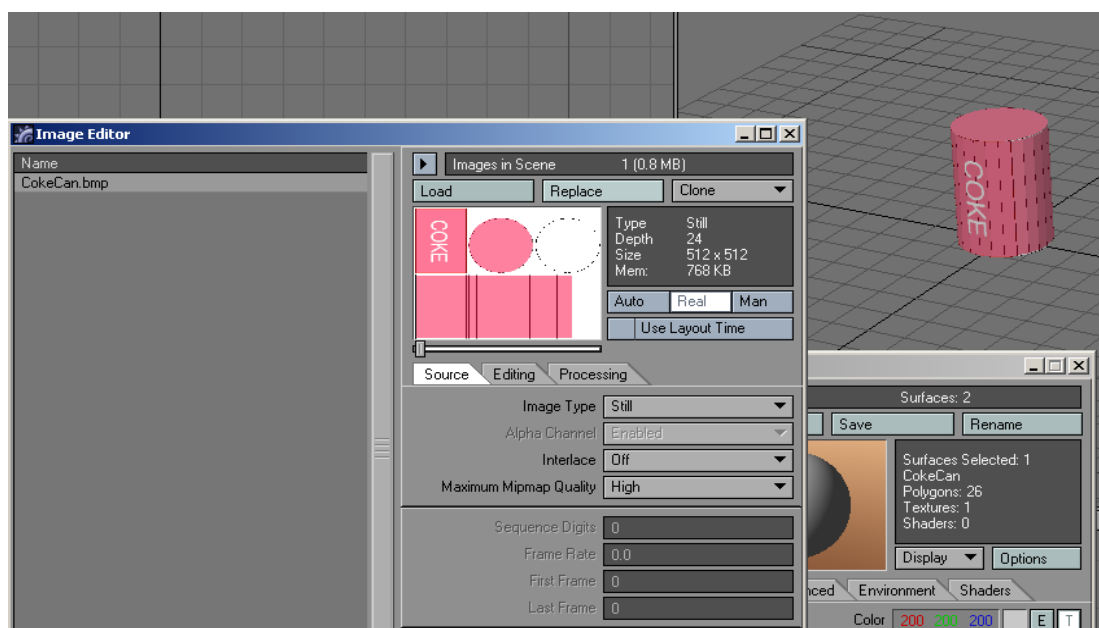 Image Editor
Name
CokeCan.bmp
Images in Scene 1 (0.8 MB)
Load Replace Clone
COKE
Type Still
Depth 24
Size 512 x 512
Mem: 768 KB
Auto Real Man
Use Layout Time
Source Editing Processing
Image Type Still
Alpha Channel Enabled
Interlace Off
Maximum Mipmap Quality High
Sequence Digits 0
Frame Rate 0.0
First Frame 0
Last Frame 0
COKE
Surfaces: 2
Save Rename
Surfaces Selected: 1
CokeCan
Polygons: 26
Textures: 1
Shaders: 0
Display Options
Environment Shaders
Color 200 200 200 E T